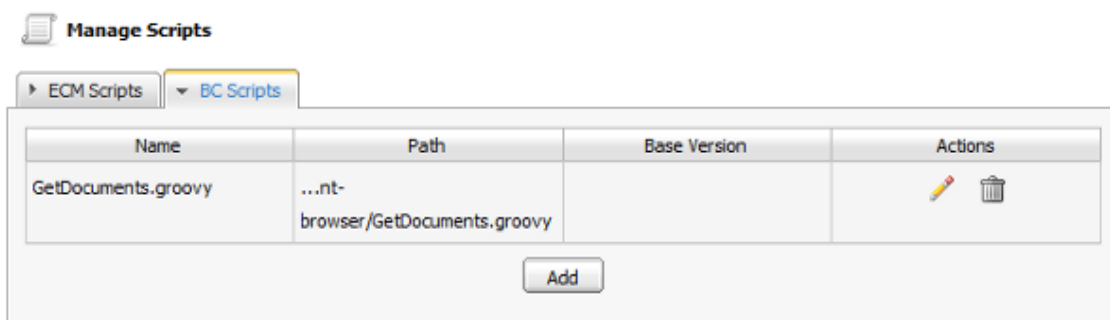 Manage Scripts
ECM Scripts BC Scripts
Name Path Base Version Actions
GetDocuments.groovy ...nt-
browser/GetDocuments.groovy
Add